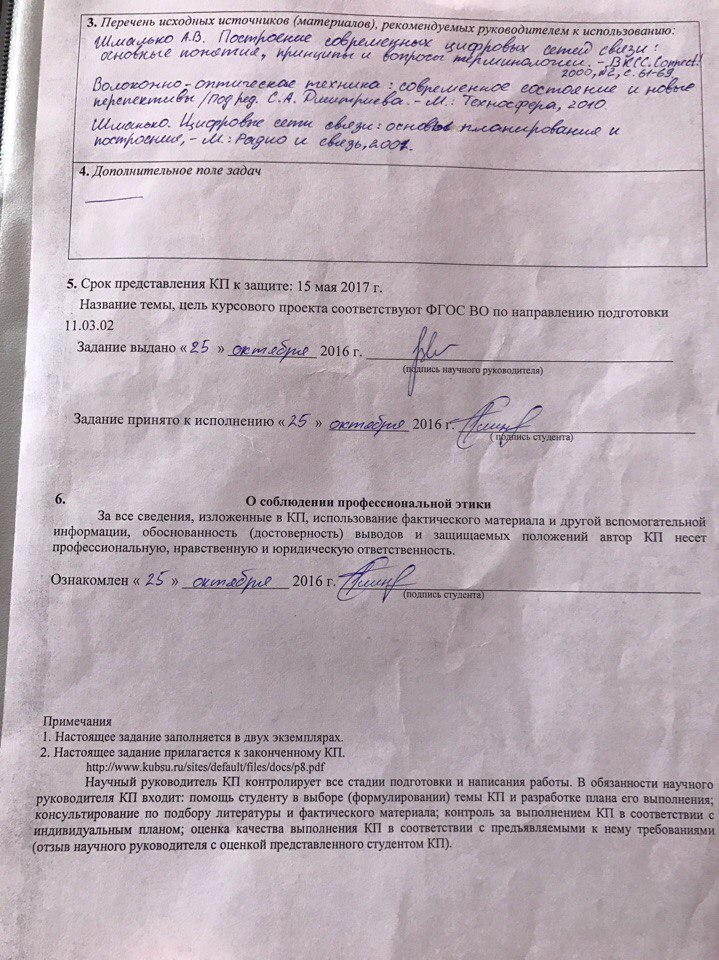 3. Перечень исходных источников (материалов), рекомендуемых руководителем к использованию:
Шмалько А.В. Построение современных цифровых сетей связи:
основные понятия, принципы и вопросы терминологии. - ВКСС. Connect!
2000, №2, с. 61-69
Волоконно-оптическая техника: современное состояние и новые
перспективы / Под ред. С.А. Дмитриева. - М.: Техносфера, 2010.
Шмалько. Цифровые сети связи: основы планирования и
построения, - М: Радио и связь, 2001.
4. Дополнительное поле задач
5. Срок представления КП к защите: 15 мая 2017 г.
Название темы, цель курсового проекта соответствуют ФГОС ВО по направлению подготовки
11.03.02
Задание выдано « 25 » октября 2016 г.
(подпись научного руководителя)
Задание принято к исполнению « 25 » октября 2016 г.
( подпись студента)
6. О соблюдении профессиональной этики
За все сведения, изложенные в КП, использование фактического материала и другой вспомогательной
информации, обоснованность (достоверность) выводов и защищаемых положений автор КП несет
профессиональную, нравственную и юридическую ответственность.
Ознакомлен « 25 » октября 2016 г.
(подпись студента)
Примечания
1. Настоящее задание заполняется в двух экземплярах.
2. Настоящее задание прилагается к законченному КП.
http://www.kubsu.ru/sites/default/files/docs/p8.pdf
Научный руководитель КП контролирует все стадии подготовки и написания работы. В обязанности научного
руководителя КП входит: помощь студенту в выборе (формулировании) темы КП и разработке плана его выполнения;
консультирование по подбору литературы и фактического материала; контроль за выполнением КП в соответствии с
индивидуальным планом; оценка качества выполнения КП в соответствии с предъявляемыми к нему требованиями
(отзыв научного руководителя с оценкой представленного студентом КП).